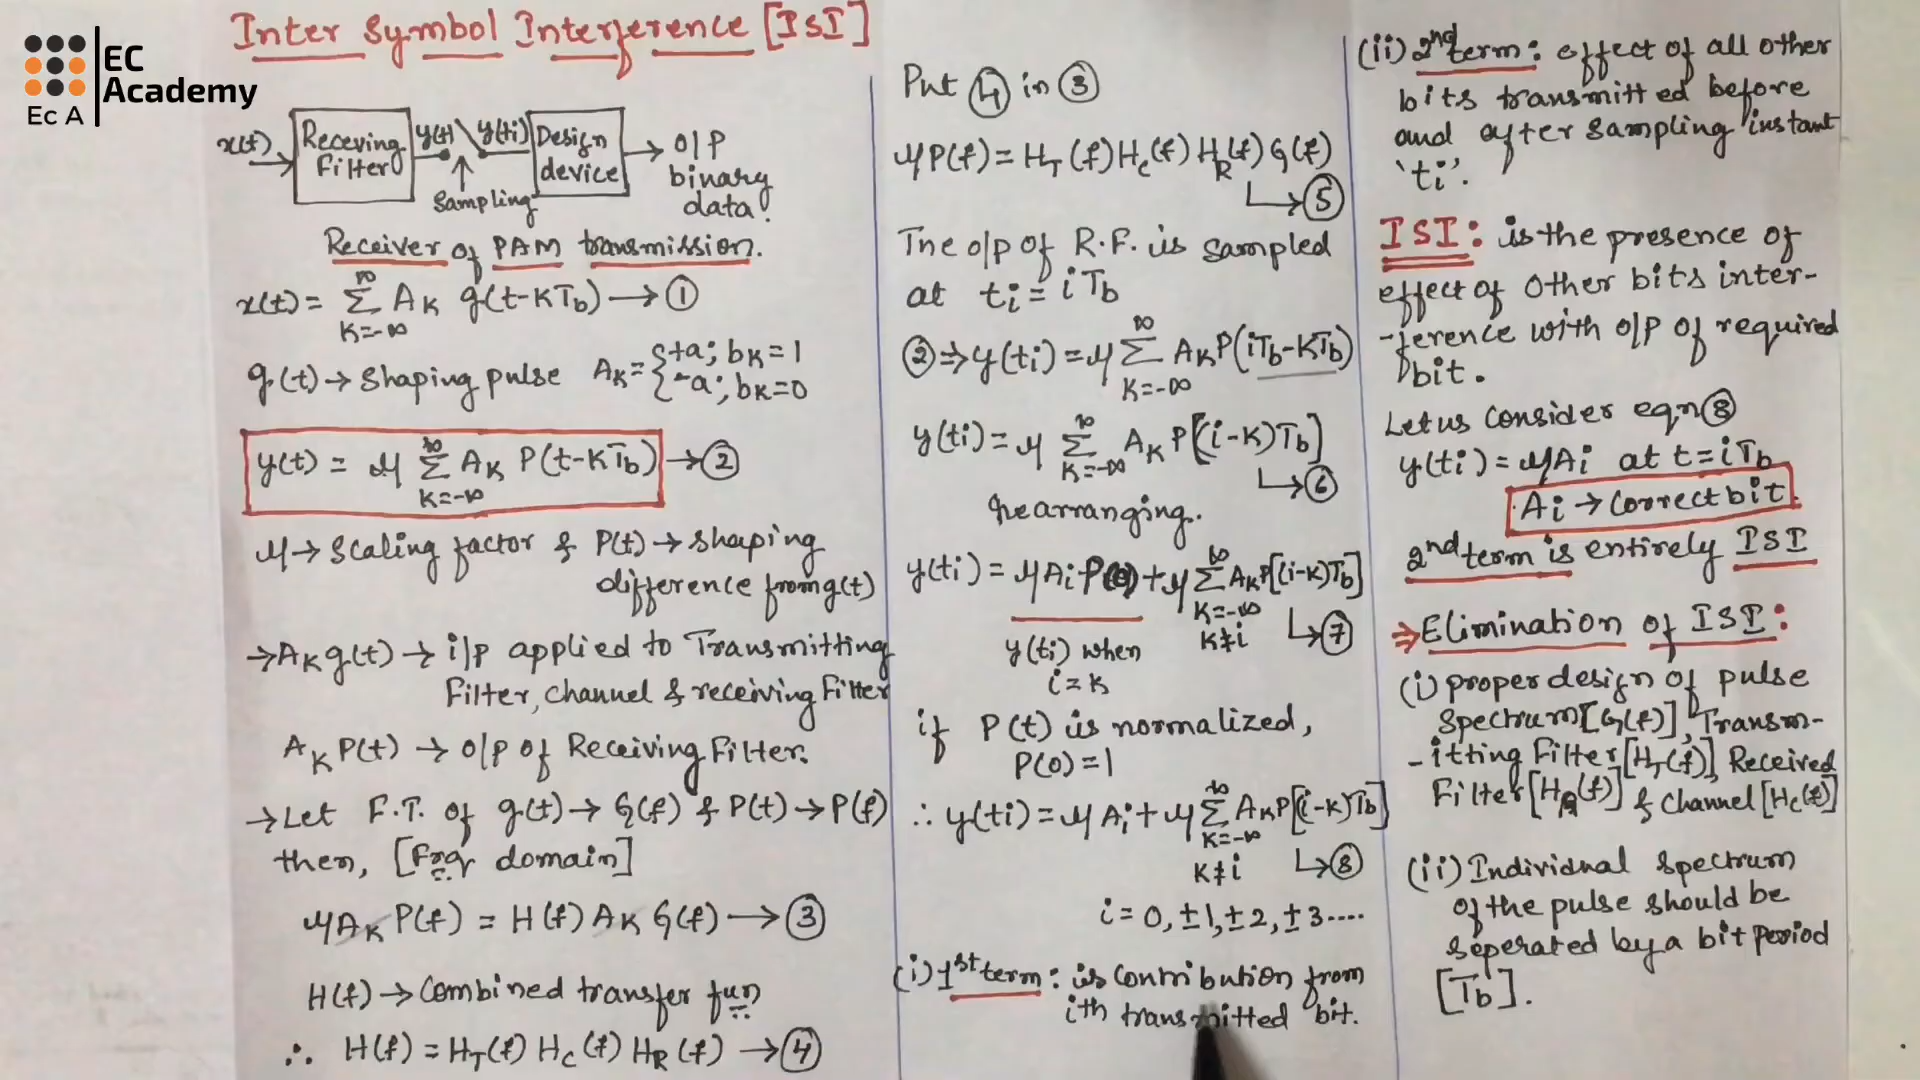 EC
Academy
Ec A
Inter Symbol Interference [ISI]
x(t)
Receving
Filter
y(t)
y(ti)
Sampling
Design
device
O/P
binary
data.
Receiver of PAM transmission.
x(t) = ∞∑K=-∞ AK g(t-KTb) → ①
g(t) → Shaping pulse AK = { +a; bK=1
-a; bK=0
y(t) = μ ∞∑K=-∞ AK P(t-KTb) → ②
μ → Scaling factor & P(t) → shaping
difference from g(t)
→ AK g(t) → i/p applied to Transmitting
Filter, channel & receiving Filter
AK P(t) → o/p of Receiving Filter.
→ Let F.T. of g(t) → G(f) & P(t) → P(f)
then, [Frq domain]
μAK P(f) = H(f) AK G(f) → ③
H(f) → Combined transfer fun
∴ H(f) = HT(f) HC(f) HR(f) → ④
Put ④ in ③
μP(f) = HT(f) HC(f) HR(f) G(f)
→ ⑤
The o/p of R.F. is sampled
at ti = iTb
② ⇒ y(ti) = μ ∞∑K=-∞ AK P(iTb-KTb)
y(ti) = μ ∞∑K=-∞ AK P[(i-K)Tb]
→ ⑥
Rearranging.
y(ti) = μAi P(0) + μ ∞∑K=-∞ K≠i AK P[(i-K)Tb]
→ ⑦
y(ti) when
i = K
if P(t) is normalized,
P(0) = 1
∴ y(ti) = μAi + μ ∞∑K=-∞ K≠i AK P[(i-K)Tb]
→ ⑧
i = 0, ±1, ±2, ±3....
(i) 1st term: is contribution from
ith transmitted bit.
(ii) 2nd term: effect of all other
bits transmitted before
and after sampling instant
'ti'.
ISI: is the presence of
effect of other bits inter-
-ference with o/p of required
bit.
Let us consider eqn ⑧
y(ti) = μAi at t = iTb
Ai → Correct bit.
2nd term is entirely ISI
⇒ Elimination of ISI:
(i) proper design of pulse
Spectrum [G(f)], Transm-
-itting Filter [HT(f)], Received
Filter [HR(f)] & Channel [HC(f)]
(ii) Individual Spectrum
of the pulse should be
seperated by a bit Period
[Tb].